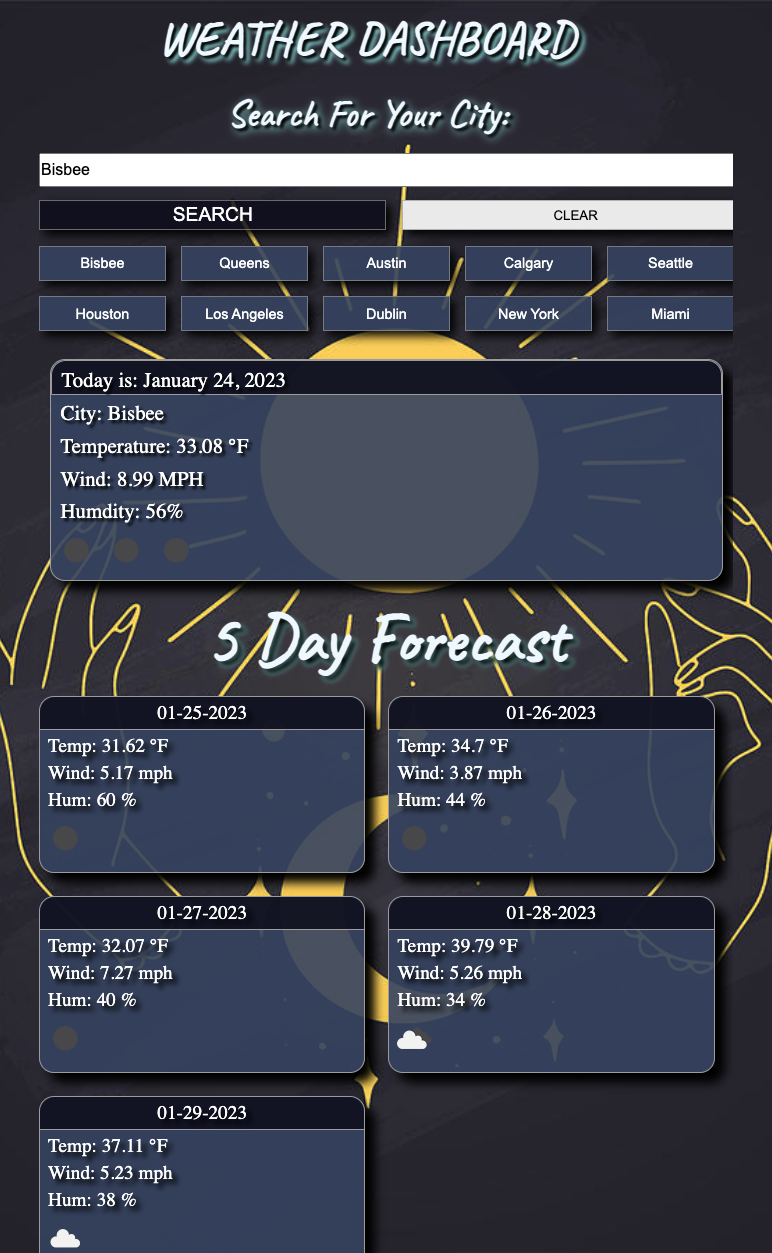 WEATHER DASHBOARD
Search For Your City:
Bisbee
SEARCH CLEAR
Bisbee Queens Austin Calgary Seattle
Houston Los Angeles Dublin New York Miami
Today is: January 24, 2023
City: Bisbee
Temperature: 33.08 °F
Wind: 8.99 MPH
Humdity: 56%
5 Day Forecast
01-25-2023
Temp: 31.62 °F
Wind: 5.17 mph
Hum: 60 %
01-26-2023
Temp: 34.7 °F
Wind: 3.87 mph
Hum: 44 %
01-27-2023
Temp: 32.07 °F
Wind: 7.27 mph
Hum: 40 %
01-28-2023
Temp: 39.79 °F
Wind: 5.26 mph
Hum: 34 %
01-29-2023
Temp: 37.11 °F
Wind: 5.23 mph
Hum: 38 %